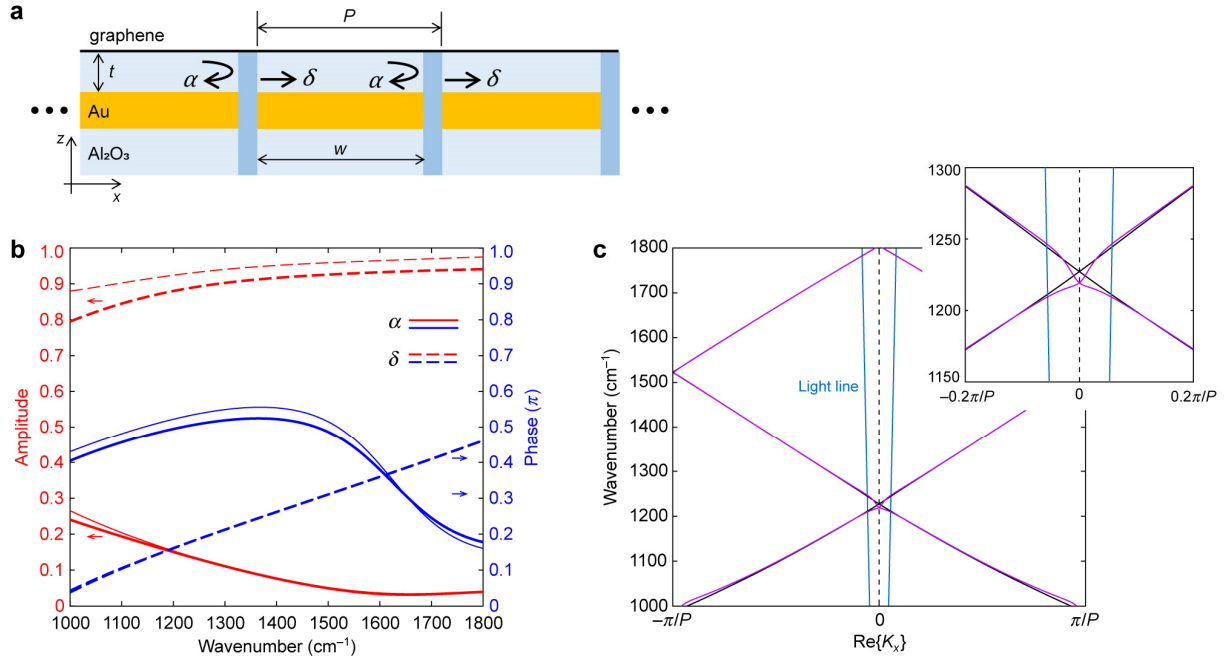 a
P
graphene
t
α
δ
α
δ
Au
z
Al₂O₃
w
x
b
Amplitude
1.0
0.9
0.8
0.7
0.6
0.5
0.4
0.3
0.2
0.1
0
α
δ
1.0
0.9
0.8
0.7
0.6
0.5
0.4
0.3
0.2
0.1
0
Phase (π)
1000 1100 1200 1300 1400 1500 1600 1700 1800
Wavenumber (cm⁻¹)
c
Wavenumber (cm⁻¹)
1800
1700
1600
1500
1400
1300
1200
1100
1000
Light line
−π/P 0 π/P
Re{Kₓ}
1300
1250
1200
1150
−0.2π/P 0 0.2π/P